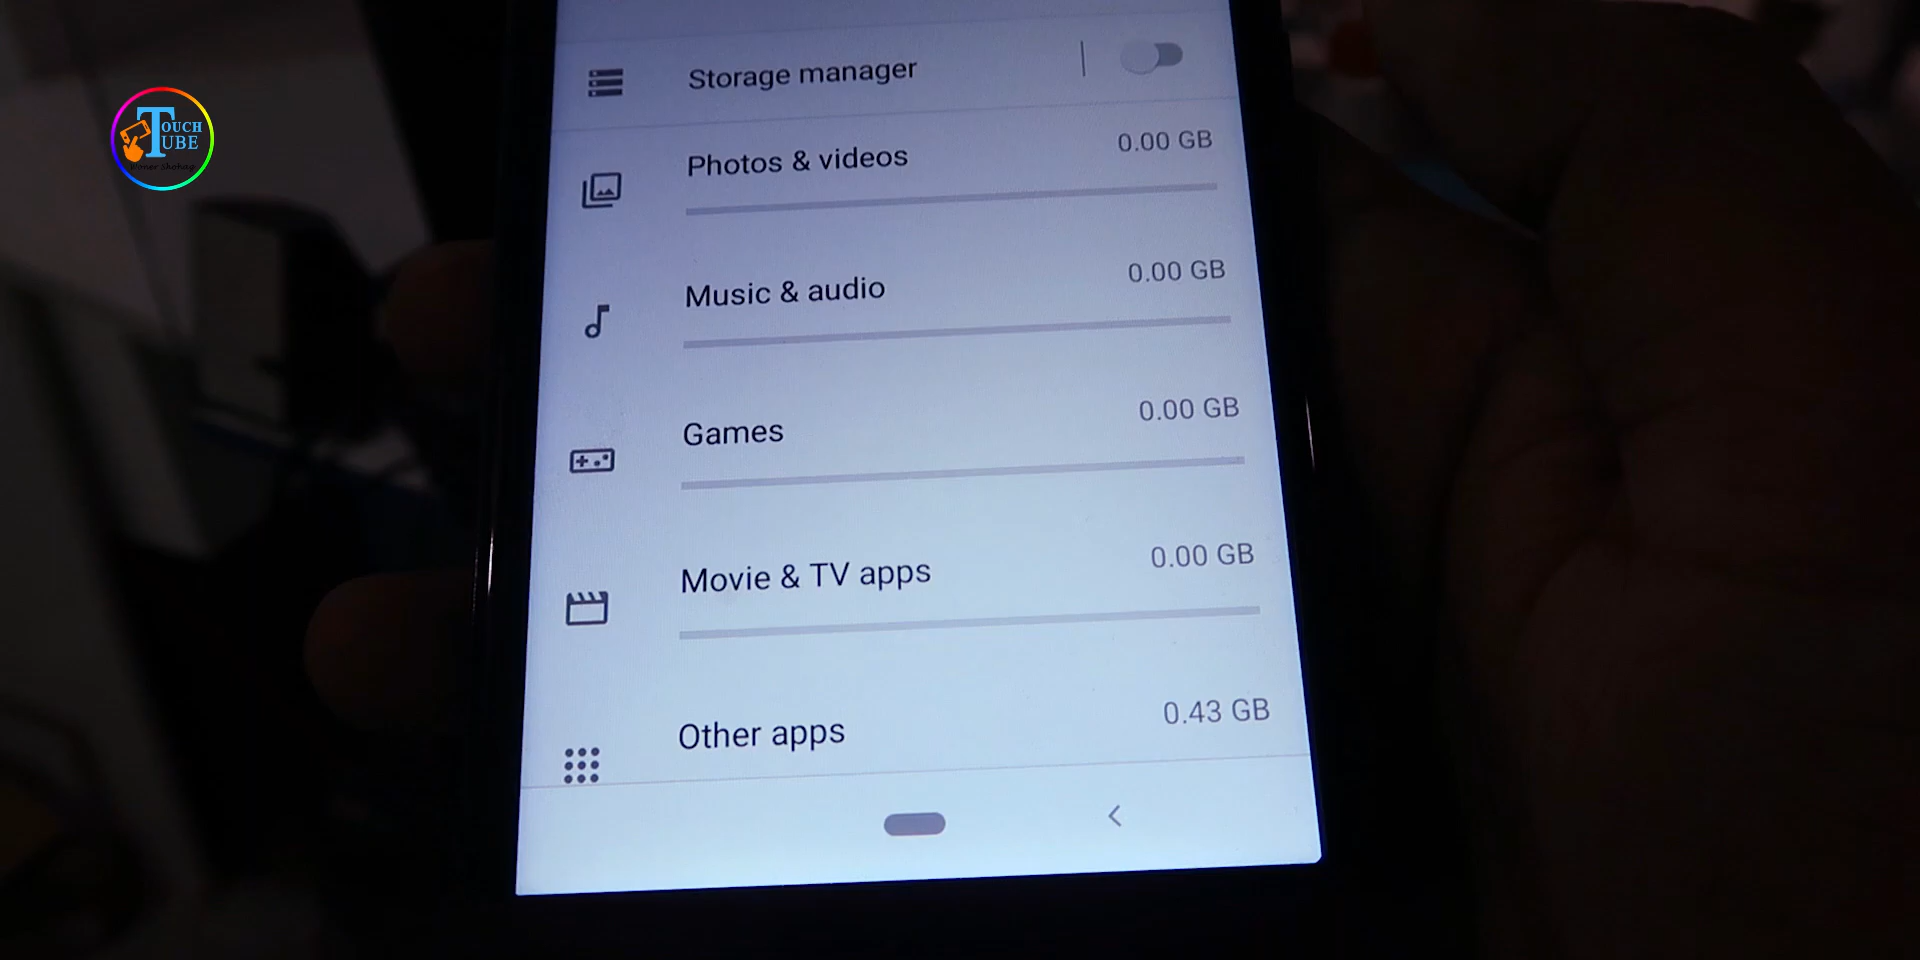 TOUCH
TUBE
Storage manager
Photos & videos 0.00 GB
Music & audio 0.00 GB
Games 0.00 GB
Movie & TV apps 0.00 GB
Other apps 0.43 GB